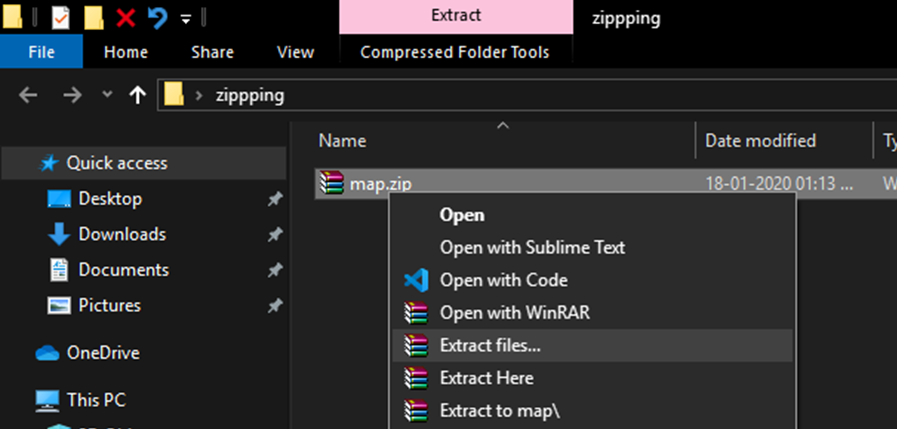 Extract
zippping
File
Home
Share
View
Compressed Folder Tools
zippping
Name
Date modified
Quick access
Desktop
Downloads
Documents
Pictures
OneDrive
This PC
map.zip
18-01-2020 01:13 ...
Open
Open with Sublime Text
Open with Code
Open with WinRAR
Extract files...
Extract Here
Extract to map\